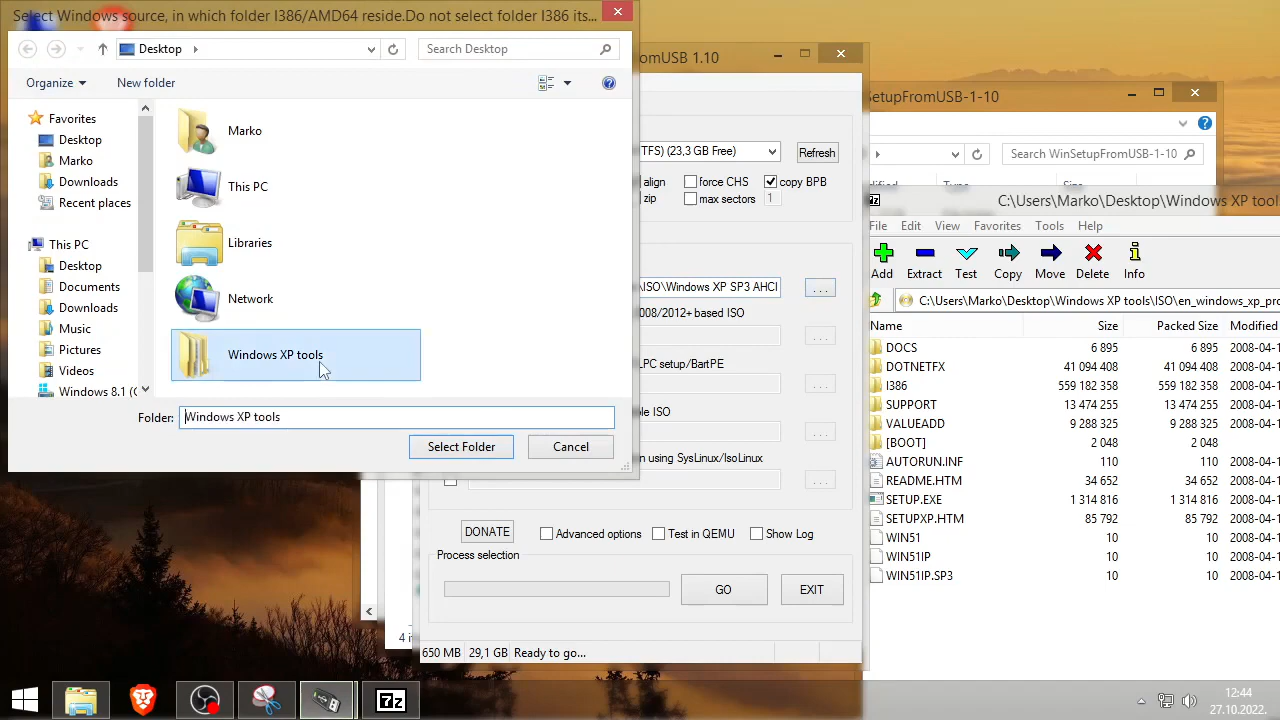 Select Windows source, in which folder I386/AMD64 reside.Do not select folder I386 its...
Desktop
Search Desktop
Organize
New folder
Favorites
Desktop
Marko
Downloads
Recent places
This PC
Desktop
Documents
Downloads
Music
Pictures
Videos
Windows 8.1 (C
Marko
This PC
Libraries
Network
Windows XP tools
Folder:
Windows XP tools
Select Folder
Cancel
omUSB 1.10
TFS) (23,3 GB Free)
Refresh
align
force CHS
copy BPB
zip
max sectors
1
\ISO\Windows XP SP3 AHCI
...
2008/2012+ based ISO
...
LPC setup/BartPE
...
le ISO
...
n using SysLinux/IsoLinux
...
DONATE
Advanced options
Test in QEMU
Show Log
Process selection
GO
EXIT
4 i
650 MB
29,1 GB
Ready to go...
SetupFromUSB-1-10
Search WinSetupFromUSB-1-10
Type
Size
7z
C:\Users\Marko\Desktop\Windows XP tool
File
Edit
View
Favorites
Tools
Help
Add
Extract
Test
Copy
Move
Delete
Info
C:\Users\Marko\Desktop\Windows XP tools\ISO\en_windows_xp_pro
Name
Size
Packed Size
Modified
DOCS 6 895 6 895 2008-04-1
DOTNETFX 41 094 408 41 094 408 2008-04-1
I386 559 182 358 559 182 358 2008-04-1
SUPPORT 13 474 255 13 474 255 2008-04-1
VALUEADD 9 288 325 9 288 325 2008-04-1
[BOOT] 2 048 2 048
AUTORUN.INF 110 110 2008-04-1
README.HTM 34 652 34 652 2008-04-1
SETUP.EXE 1 314 816 1 314 816 2008-04-1
SETUPXP.HTM 85 792 85 792 2008-04-1
WIN51 10 10 2008-04-1
WIN51IP 10 10 2008-04-1
WIN51IP.SP3 10 10 2008-04-1
7z
12:44
27.10.2022.